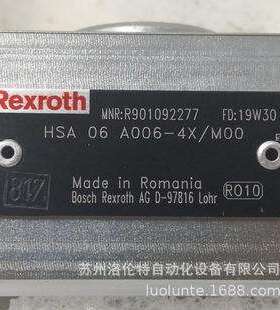 Rexroth
MNR:R901092277 FD:19W30
HSA 06 A006-4X/M00
Made in Romania
Bosch Rexroth AG D-97816 Lohr
R010
苏州洛伦特自动化设备有限公司
luolunte.1688.com